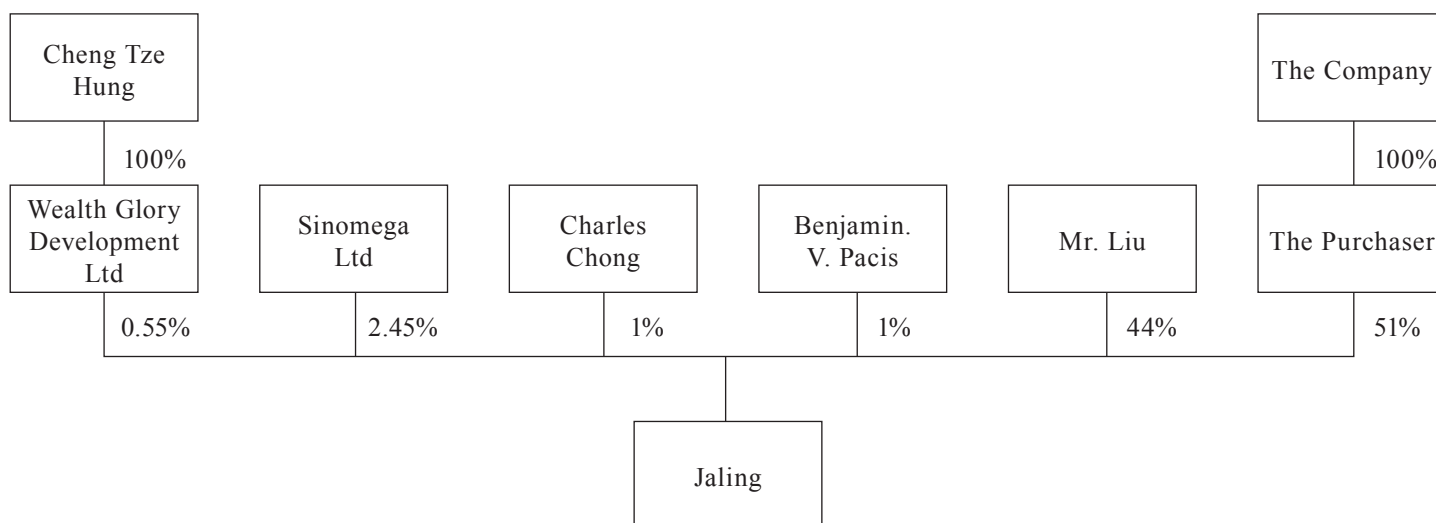 Cheng Tze
Hung
The Company
100%
100%
Wealth Glory
Development
Ltd
Sinomega
Ltd
Charles
Chong
Benjamin.
V. Pacis
Mr. Liu
The Purchaser
0.55%
2.45%
1%
1%
44%
51%
Jaling